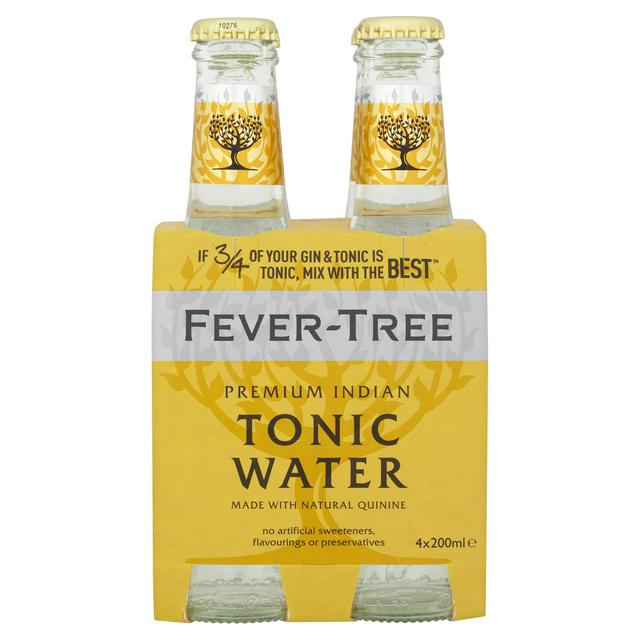 10275
IF 3/4 OF YOUR GIN & TONIC IS
TONIC, MIX WITH THE BEST™
FEVER-TREE
PREMIUM INDIAN
TONIC
WATER
MADE WITH NATURAL QUININE
no artificial sweeteners,
flavourings or preservatives
4x200ml e